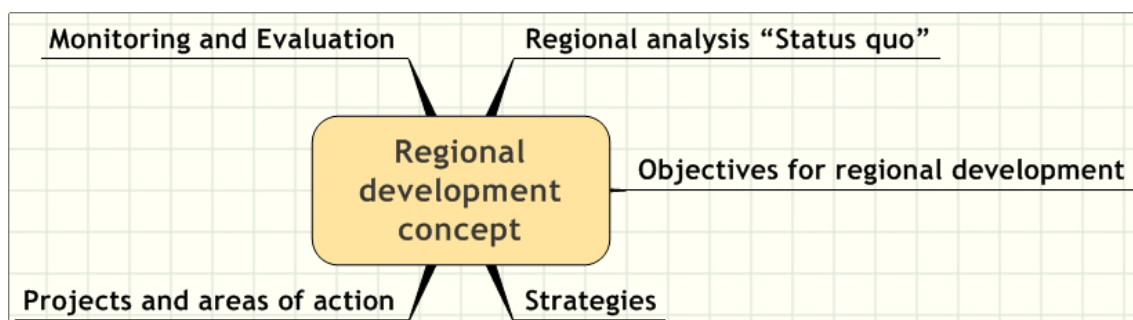 Monitoring and Evaluation
Regional analysis “Status quo”
Regional
development
concept
Objectives for regional development
Projects and areas of action
Strategies